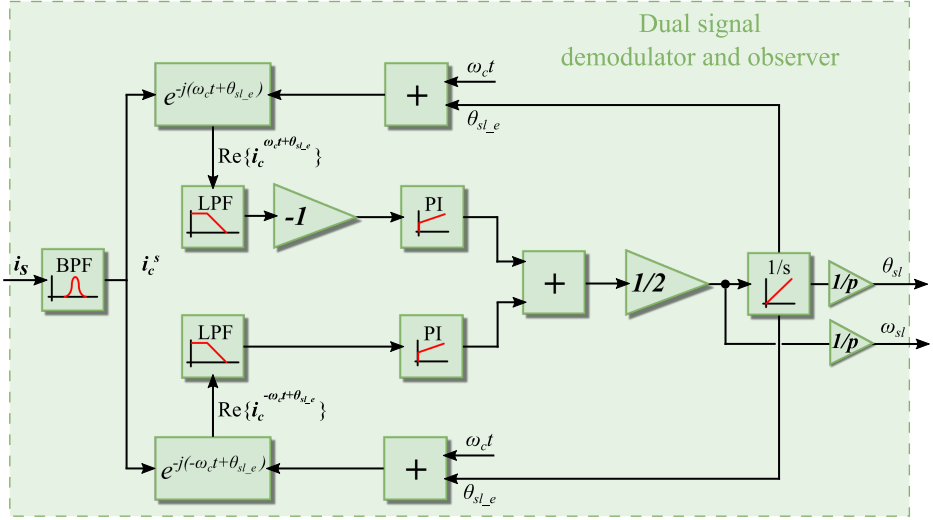 Dual signal
demodulator and observer
ω_c t
e^-j(ω_c t+θ_sl_e)
+
θ_sl_e
Re{i_c^ω_c t+θ_sl_e}
LPF
-1
PI
i_s
BPF
i_c^s
+
1/2
1/s
1/p
θ_sl
LPF
PI
1/p
ω_sl
Re{i_c^-ω_c t+θ_sl_e}
ω_c t
e^-j(-ω_c t+θ_sl_e)
+
θ_sl_e